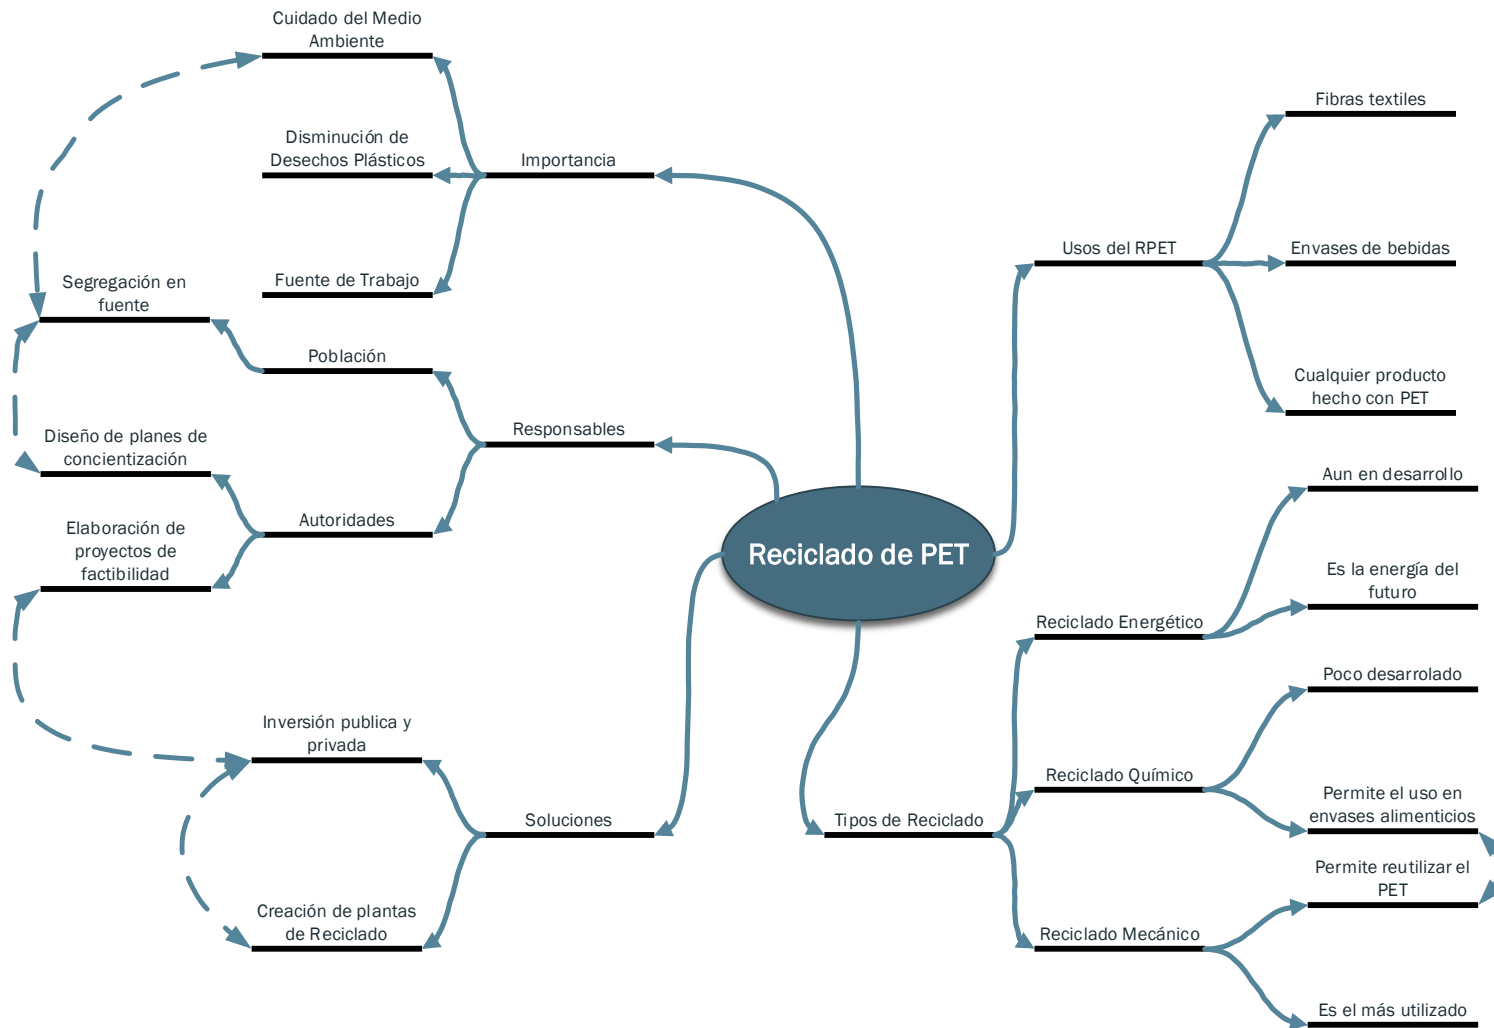 Reciclado de PET
Importancia
Cuidado del Medio
Ambiente
Disminución de
Desechos Plásticos
Fuente de Trabajo
Responsables
Población
Segregación en
fuente
Autoridades
Diseño de planes de
concientización
Elaboración de
proyectos de
factibilidad
Soluciones
Inversión publica y
privada
Creación de plantas
de Reciclado
Usos del RPET
Fibras textiles
Envases de bebidas
Cualquier producto
hecho con PET
Tipos de Reciclado
Reciclado Energético
Aun en desarrollo
Es la energía del
futuro
Reciclado Químico
Poco desarrolado
Permite el uso en
envases alimenticios
Reciclado Mecánico
Permite reutilizar el
PET
Es el más utilizado